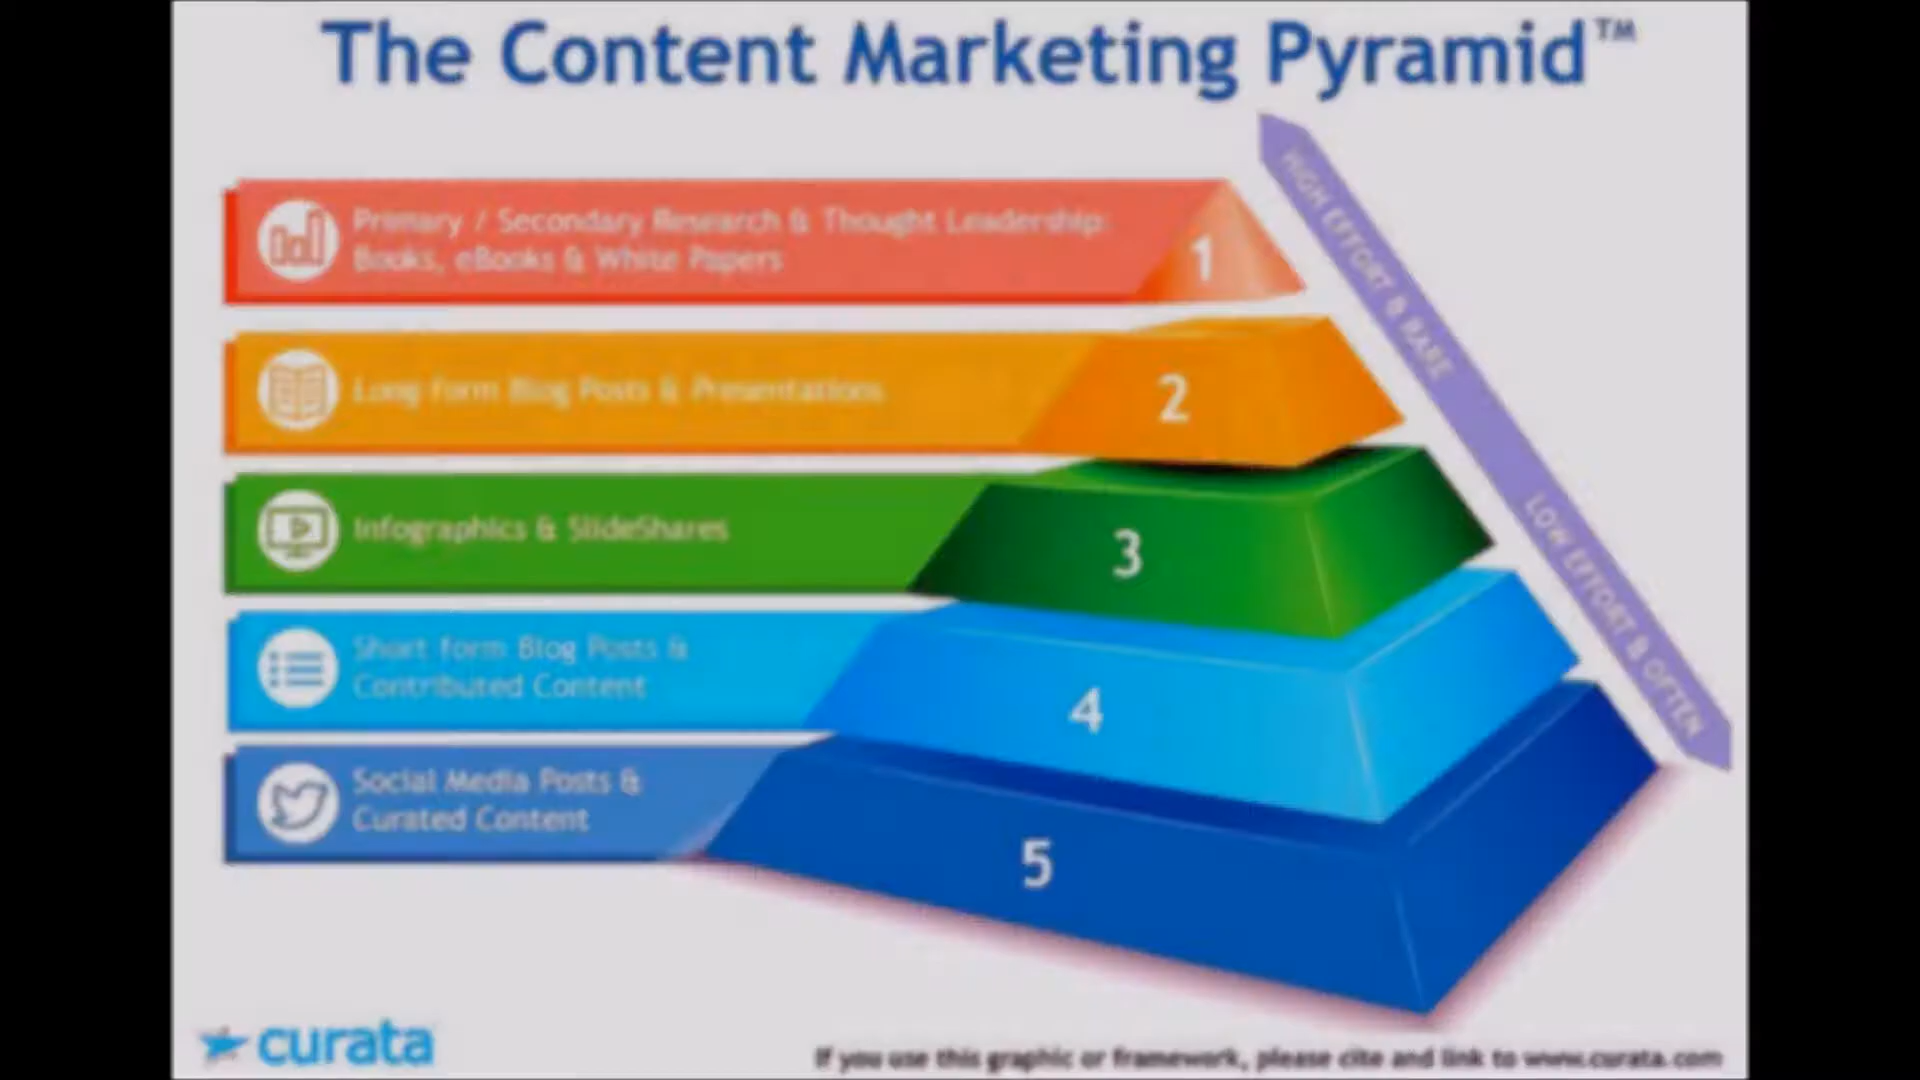 The Content Marketing Pyramid™
HIGH EFFORT & RARE
Primary / Secondary Research & Thought Leadership:
Books, eBooks & White Papers
1
Long form Blog Posts & Presentations
2
Infographics & SlideShares
3
LOW EFFORT & OFTEN
Short form Blog Posts &
Contributed Content
4
Social Media Posts &
Curated Content
5
curata
If you use this graphic or framework, please cite and link to www.curata.com